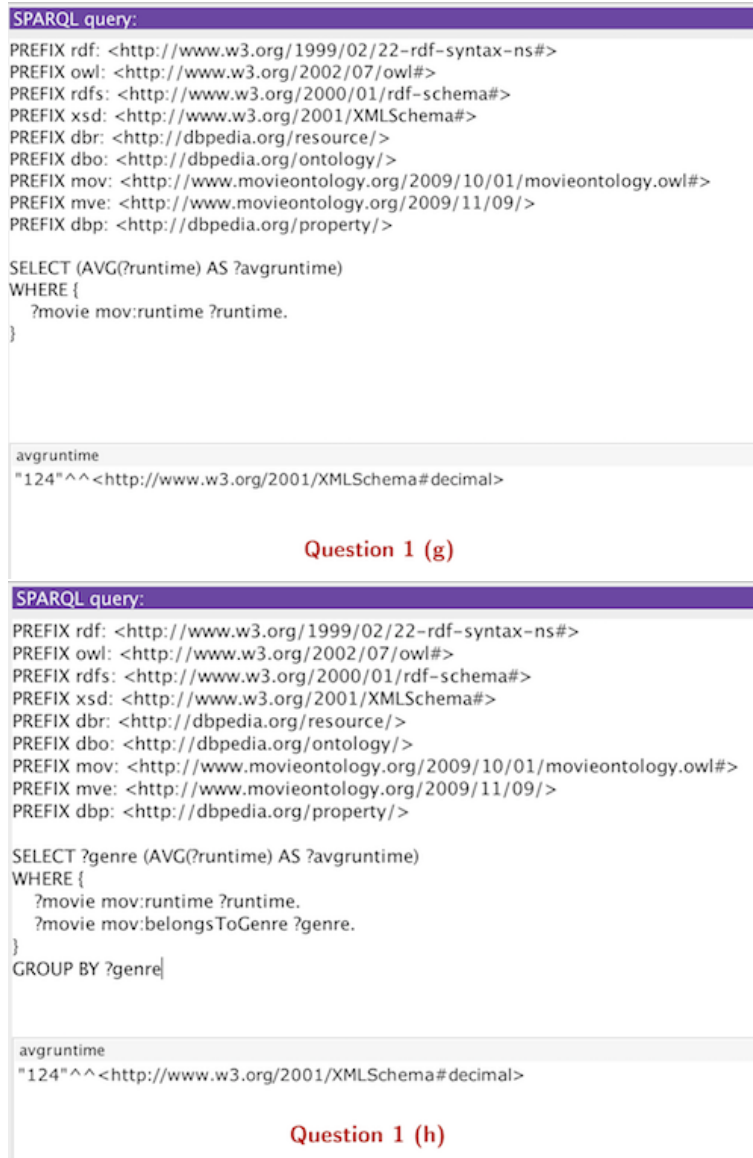 SPARQL query:
PREFIX rdf: <http://www.w3.org/1999/02/22-rdf-syntax-ns#>
PREFIX owl: <http://www.w3.org/2002/07/owl#>
PREFIX rdfs: <http://www.w3.org/2000/01/rdf-schema#>
PREFIX xsd: <http://www.w3.org/2001/XMLSchema#>
PREFIX dbr: <http://dbpedia.org/resource/>
PREFIX dbo: <http://dbpedia.org/ontology/>
PREFIX mov: <http://www.movieontology.org/2009/10/01/movieontology.owl#>
PREFIX mve: <http://www.movieontology.org/2009/11/09/>
PREFIX dbp: <http://dbpedia.org/property/>
SELECT (AVG(?runtime) AS ?avgruntime)
WHERE {
?movie mov:runtime ?runtime.
}
avgruntime
"124"^^<http://www.w3.org/2001/XMLSchema#decimal>
Question 1 (g)
SPARQL query:
PREFIX rdf: <http://www.w3.org/1999/02/22-rdf-syntax-ns#>
PREFIX owl: <http://www.w3.org/2002/07/owl#>
PREFIX rdfs: <http://www.w3.org/2000/01/rdf-schema#>
PREFIX xsd: <http://www.w3.org/2001/XMLSchema#>
PREFIX dbr: <http://dbpedia.org/resource/>
PREFIX dbo: <http://dbpedia.org/ontology/>
PREFIX mov: <http://www.movieontology.org/2009/10/01/movieontology.owl#>
PREFIX mve: <http://www.movieontology.org/2009/11/09/>
PREFIX dbp: <http://dbpedia.org/property/>
SELECT ?genre (AVG(?runtime) AS ?avgruntime)
WHERE {
?movie mov:runtime ?runtime.
?movie mov:belongsToGenre ?genre.
}
GROUP BY ?genre
avgruntime
"124"^^<http://www.w3.org/2001/XMLSchema#decimal>
Question 1 (h)